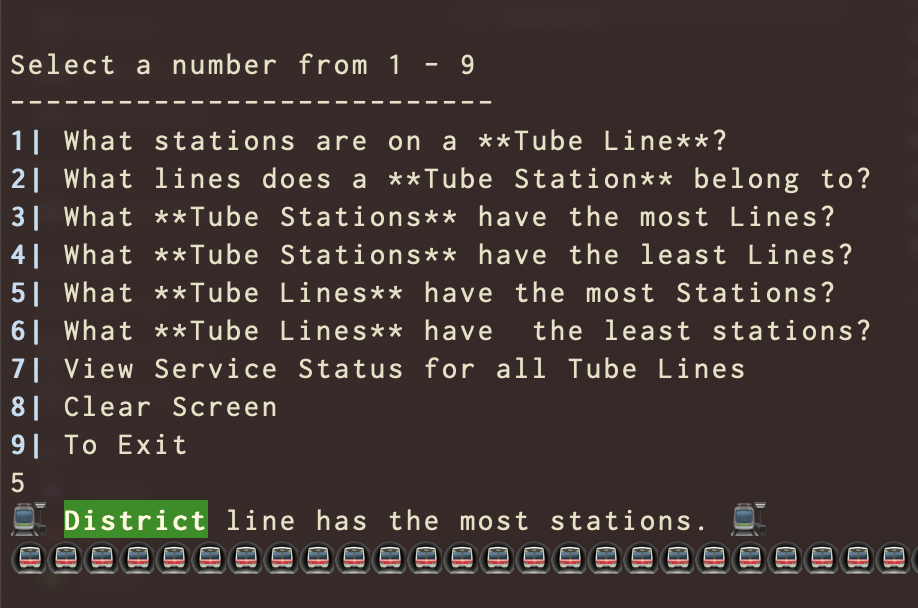 Select a number from 1 - 9
---------------------------
1| What stations are on a **Tube Line**?
2| What lines does a **Tube Station** belong to?
3| What **Tube Stations** have the most Lines?
4| What **Tube Stations** have the least Lines?
5| What **Tube Lines** have the most Stations?
6| What **Tube Lines** have  the least stations?
7| View Service Status for all Tube Lines
8| Clear Screen
9| To Exit
5
🚉 District line has the most stations. 🚉